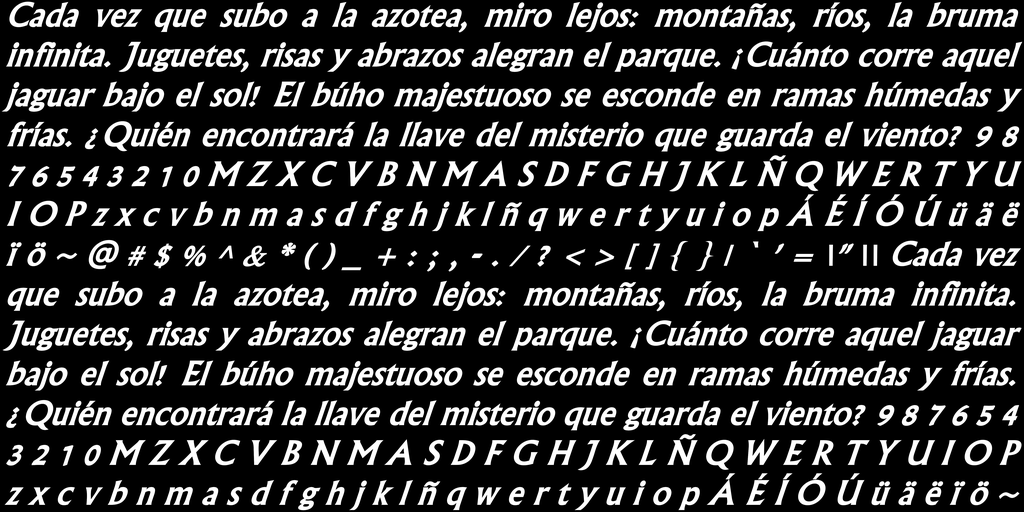 Cada vez que subo a la azotea, miro lejos: montañas, ríos, la bruma
infinita. Juguetes, risas y abrazos alegran el parque. ¡Cuánto corre aquel
jaguar bajo el sol! El búho majestuoso se esconde en ramas húmedas y
frías. ¿Quién encontrará la llave del misterio que guarda el viento? 9 8
7 6 5 4 3 2 1 0 M Z X C V B N M A S D F G H J K L Ñ Q W E R T Y U
I O P z x c v b n m a s d f g h j k l ñ q w e r t y u i o p Á É Í Ó Ú ü ä ë
ï ö ~ @ # $ % ^ & * ( ) _ + : ; , - . / ? < > [ ] { } / ` ' = \" \\ Cada vez
que subo a la azotea, miro lejos: montañas, ríos, la bruma infinita.
Juguetes, risas y abrazos alegran el parque. ¡Cuánto corre aquel jaguar
bajo el sol! El búho majestuoso se esconde en ramas húmedas y frías.
¿Quién encontrará la llave del misterio que guarda el viento? 9 8 7 6 5 4
3 2 1 0 M Z X C V B N M A S D F G H J K L Ñ Q W E R T Y U I O P
z x c v b n m a s d f g h j k l ñ q w e r t y u i o p Á É Í Ó Ú ü ä ë ï ö ~